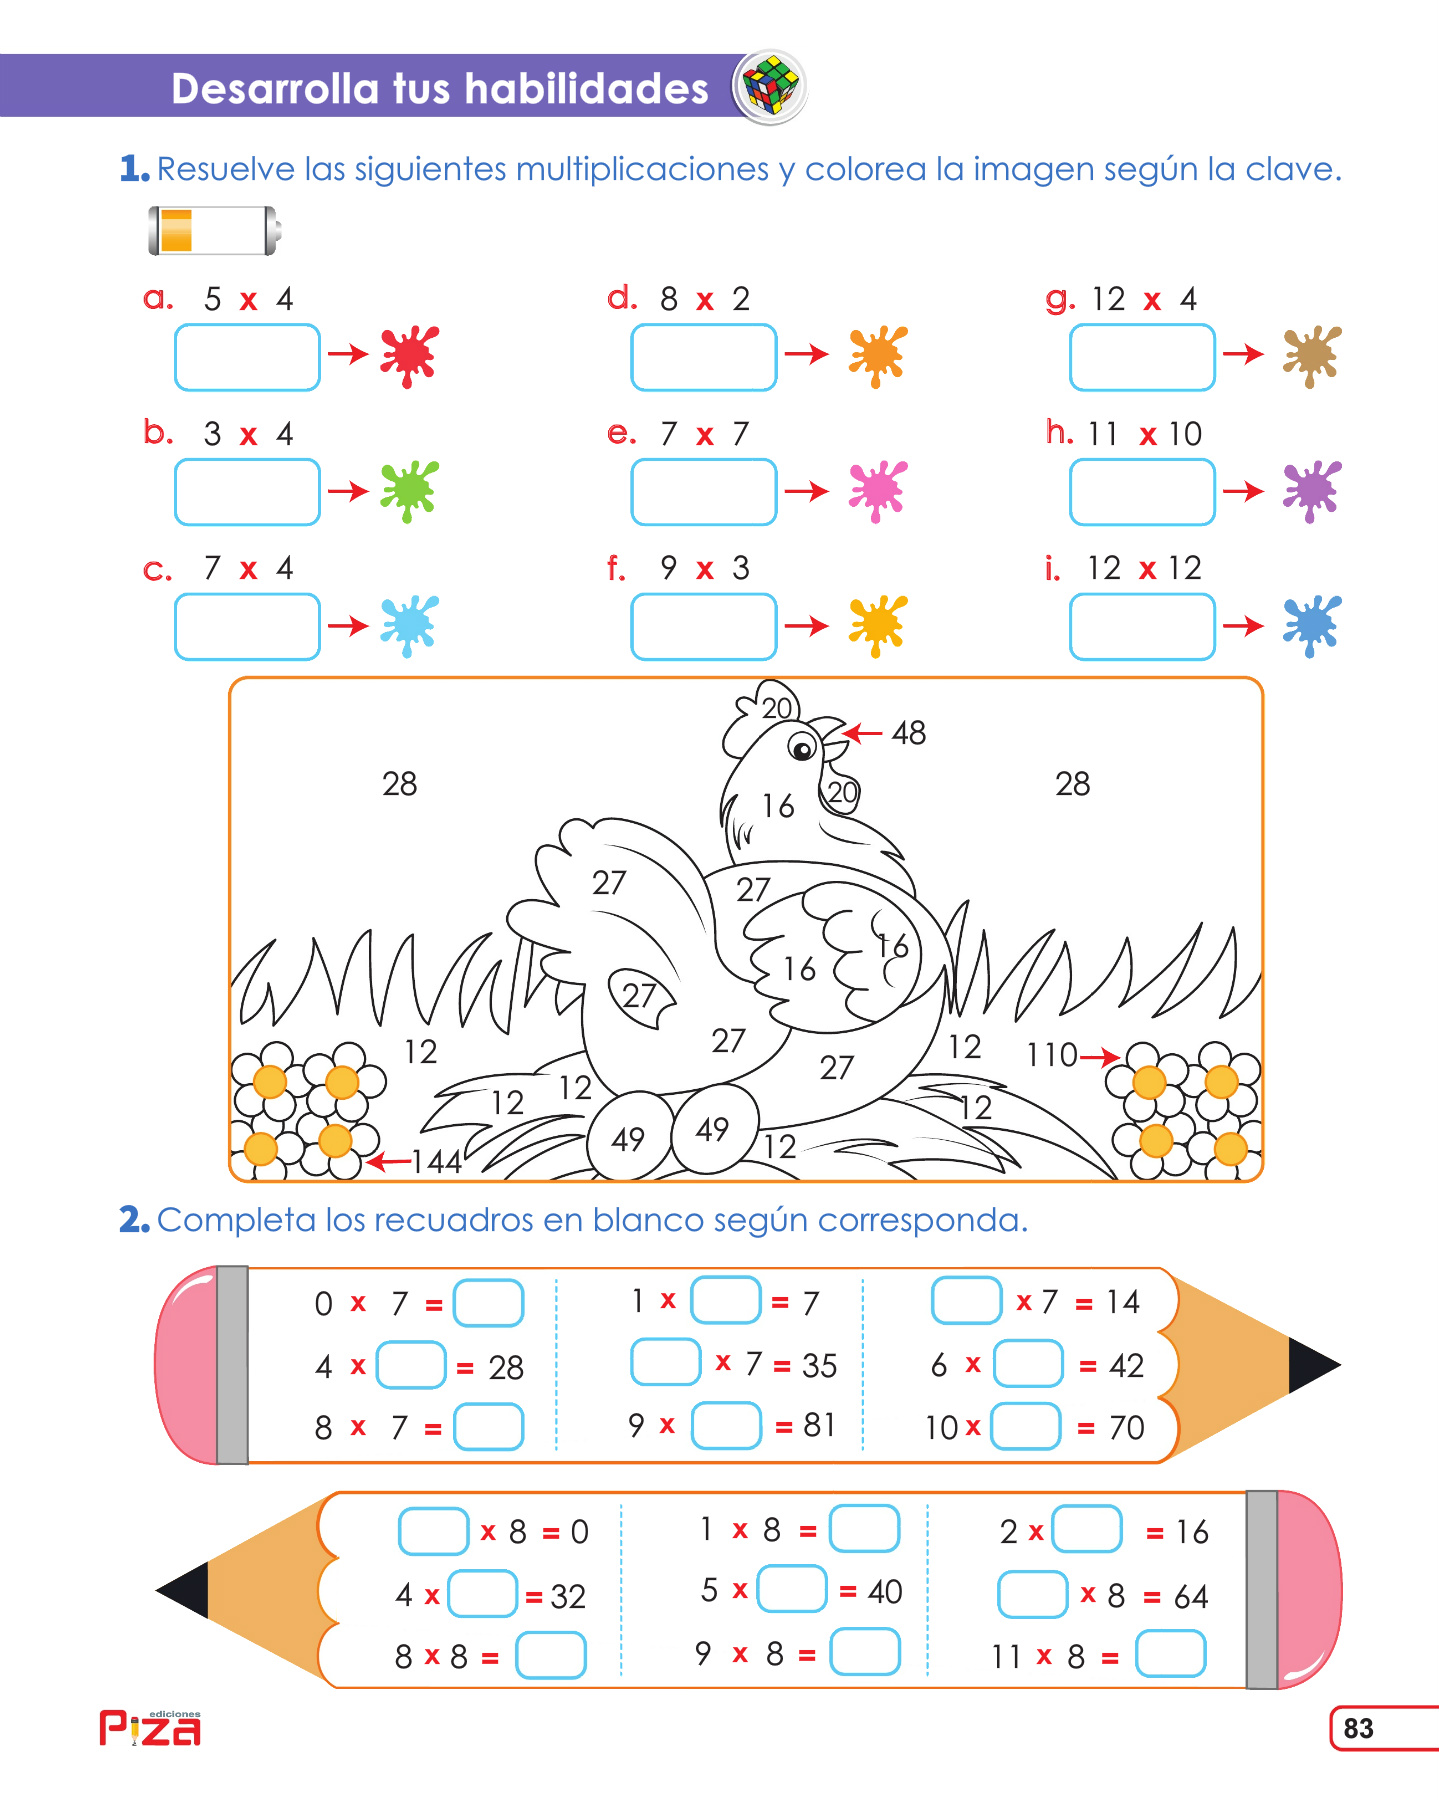 Desarrolla tus habilidades
1. Resuelve las siguientes multiplicaciones y colorea la imagen según la clave.
a. 5 x 4
d. 8 x 2
g. 12 x 4
b. 3 x 4
e. 7 x 7
h. 11 x 10
c. 7 x 4
f. 9 x 3
i. 12 x 12
20
48
28
28
20
16
27
27
16
16
27
27
27
12
12
110
12
12
12
49
49
12
144
2. Completa los recuadros en blanco según corresponda.
0 x 7 =
1 x = 7
x 7 = 14
4 x = 28
x 7 = 35
6 x = 42
8 x 7 =
9 x = 81
10 x = 70
x 8 = 0
1 x 8 =
2 x = 16
4 x = 32
5 x = 40
x 8 = 64
8 x 8 =
9 x 8 =
11 x 8 =
ediciones
Piza
83